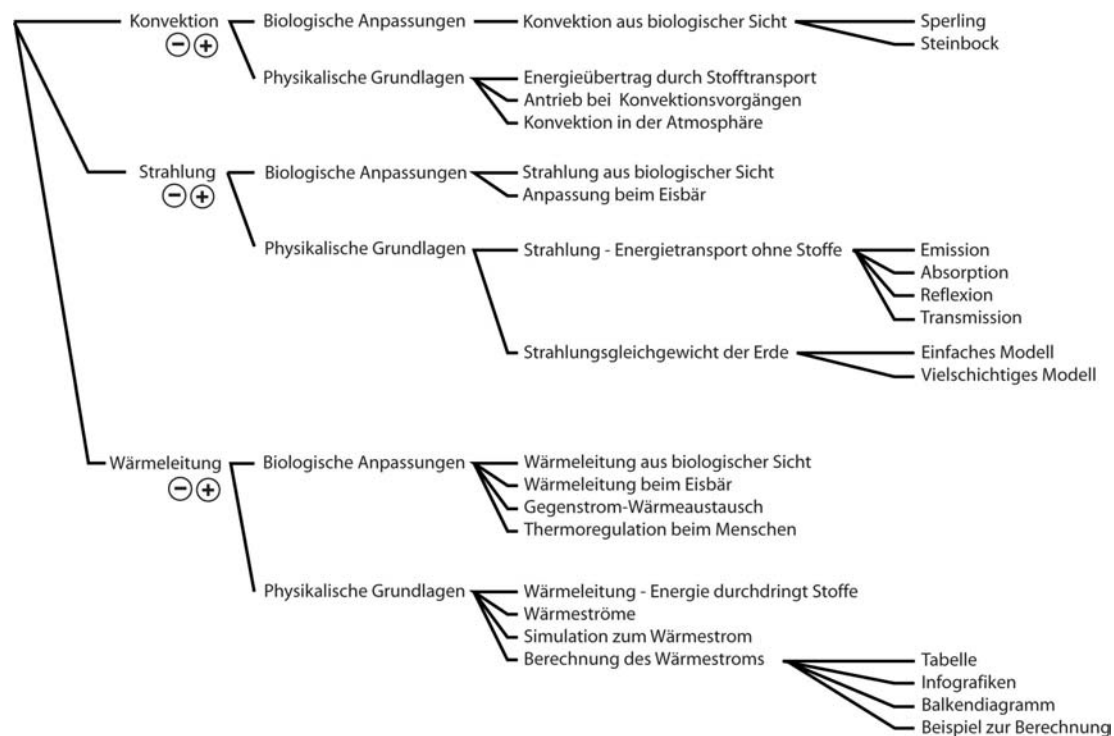 Konvektion
Biologische Anpassungen
Konvektion aus biologischer Sicht
Sperling
Steinbock
Physikalische Grundlagen
Energieübertrag durch Stofftransport
Antrieb bei Konvektionsvorgängen
Konvektion in der Atmosphäre
Strahlung
Biologische Anpassungen
Strahlung aus biologischer Sicht
Anpassung beim Eisbär
Physikalische Grundlagen
Strahlung - Energietransport ohne Stoffe
Emission
Absorption
Reflexion
Transmission
Strahlungsgleichgewicht der Erde
Einfaches Modell
Vielschichtiges Modell
Wärmeleitung
Biologische Anpassungen
Wärmeleitung aus biologischer Sicht
Wärmeleitung beim Eisbär
Gegenstrom-Wärmeaustausch
Thermoregulation beim Menschen
Physikalische Grundlagen
Wärmeleitung - Energie durchdringt Stoffe
Wärmeströme
Simulation zum Wärmestrom
Berechnung des Wärmestroms
Tabelle
Infografiken
Balkendiagramm
Beispiel zur Berechnung